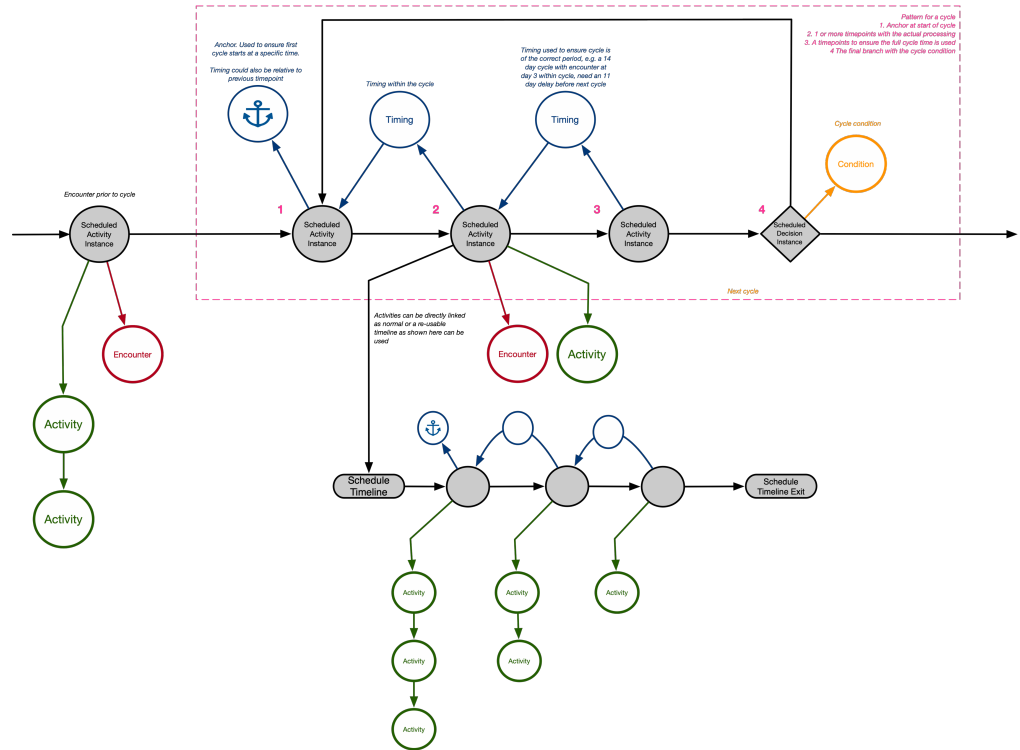 Pattern for a cycle
1. Anchor at start of cycle
2. 1 or more timepoints with the actual processing
3. A timepoints to ensure the full cycle time is used
4 The final branch with the cycle condition
Anchor. Used to ensure first
cycle starts at a specific time.
Timing could also be relative to
previous timepoint
Timing within the cycle
Timing used to ensure cycle is
of the correct period, e.g. a 14
day cycle with encounter at
day 3 within cycle, need an 11
day delay before next cycle
Timing
Timing
Cycle condition
Condition
Encounter prior to cycle
1
2
3
4
Scheduled
Activity
Instance
Scheduled
Activity
Instance
Scheduled
Activity
Instance
Scheduled
Activity
Instance
Scheduled
Decision
Instance
Next cycle
Activities can be directly linked
as normal or a re-usable
timeline as shown here can be
used
Encounter
Encounter
Activity
Activity
Activity
Schedule
Timeline
Schedule
Timeline Exit
Activity
Activity
Activity
Activity
Activity
Activity